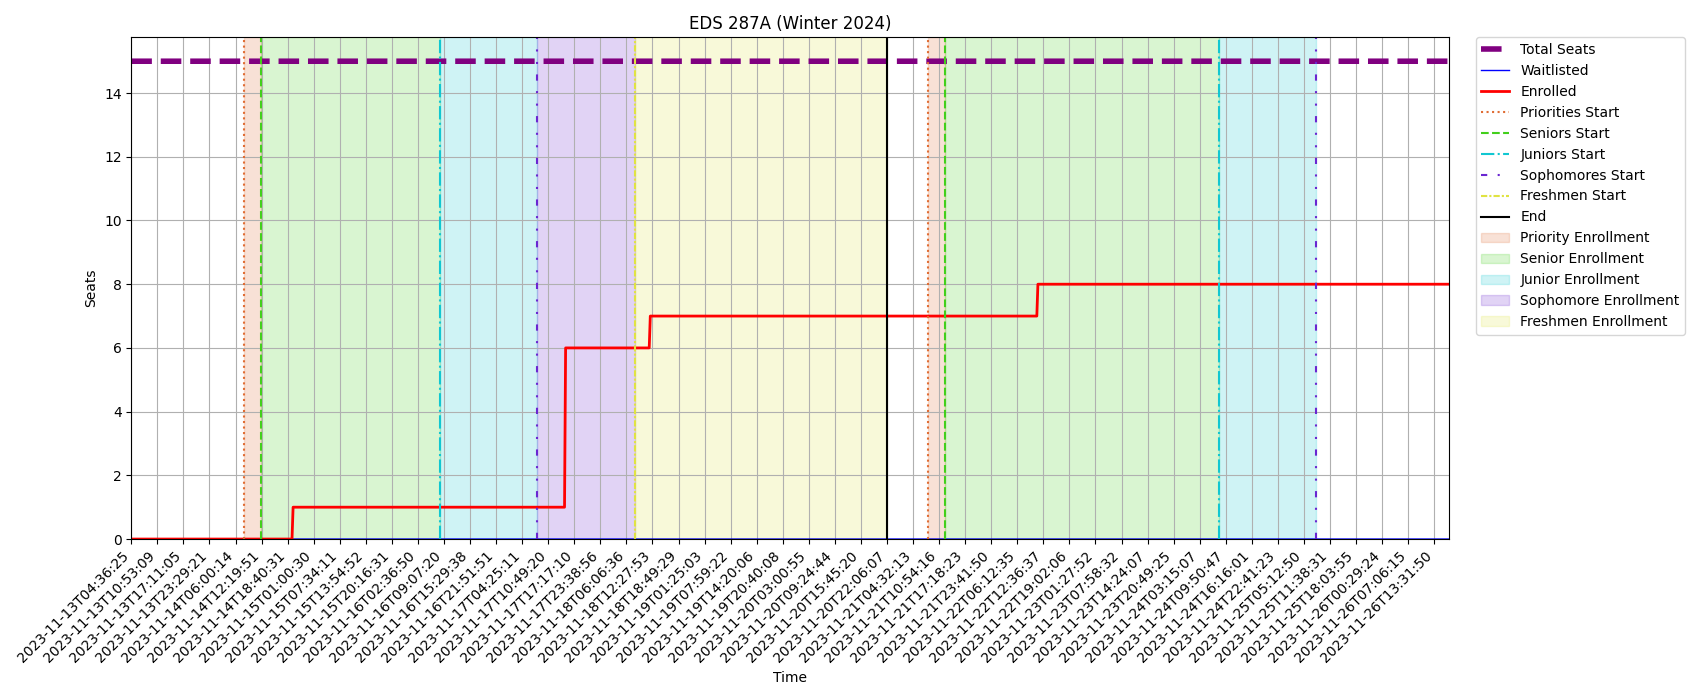 EDS 287A (Winter 2024)
Total Seats
Waitlisted
Enrolled
Priorities Start
Seniors Start
Juniors Start
Sophomores Start
Freshmen Start
End
Priority Enrollment
Senior Enrollment
Junior Enrollment
Sophomore Enrollment
Freshmen Enrollment
Seats
14
12
10
8
6
4
2
0
2023-11-13T04:36:25
2023-11-13T10:53:09
2023-11-13T17:11:05
2023-11-13T23:29:21
2023-11-14T06:00:14
2023-11-14T12:19:51
2023-11-14T18:40:31
2023-11-15T01:00:30
2023-11-15T07:34:11
2023-11-15T13:54:52
2023-11-15T20:16:31
2023-11-16T02:36:50
2023-11-16T09:07:20
2023-11-16T15:29:38
2023-11-16T21:51:51
2023-11-17T04:25:11
2023-11-17T10:49:20
2023-11-17T17:17:10
2023-11-17T23:38:56
2023-11-18T06:06:36
2023-11-18T12:27:53
2023-11-18T18:49:29
2023-11-19T01:25:03
2023-11-19T07:59:22
2023-11-19T14:20:06
2023-11-19T20:40:08
2023-11-20T03:00:55
2023-11-20T09:24:44
2023-11-20T15:45:20
2023-11-20T22:06:07
2023-11-21T04:32:13
2023-11-21T10:54:16
2023-11-21T17:18:23
2023-11-21T23:41:50
2023-11-22T06:12:35
2023-11-22T12:36:37
2023-11-22T19:02:06
2023-11-23T01:27:52
2023-11-23T07:58:32
2023-11-23T14:24:07
2023-11-23T20:49:25
2023-11-24T03:15:07
2023-11-24T09:50:47
2023-11-24T16:16:01
2023-11-24T22:41:23
2023-11-25T05:12:50
2023-11-25T11:38:31
2023-11-25T18:03:55
2023-11-26T00:29:24
2023-11-26T07:06:15
2023-11-26T13:31:50
Time